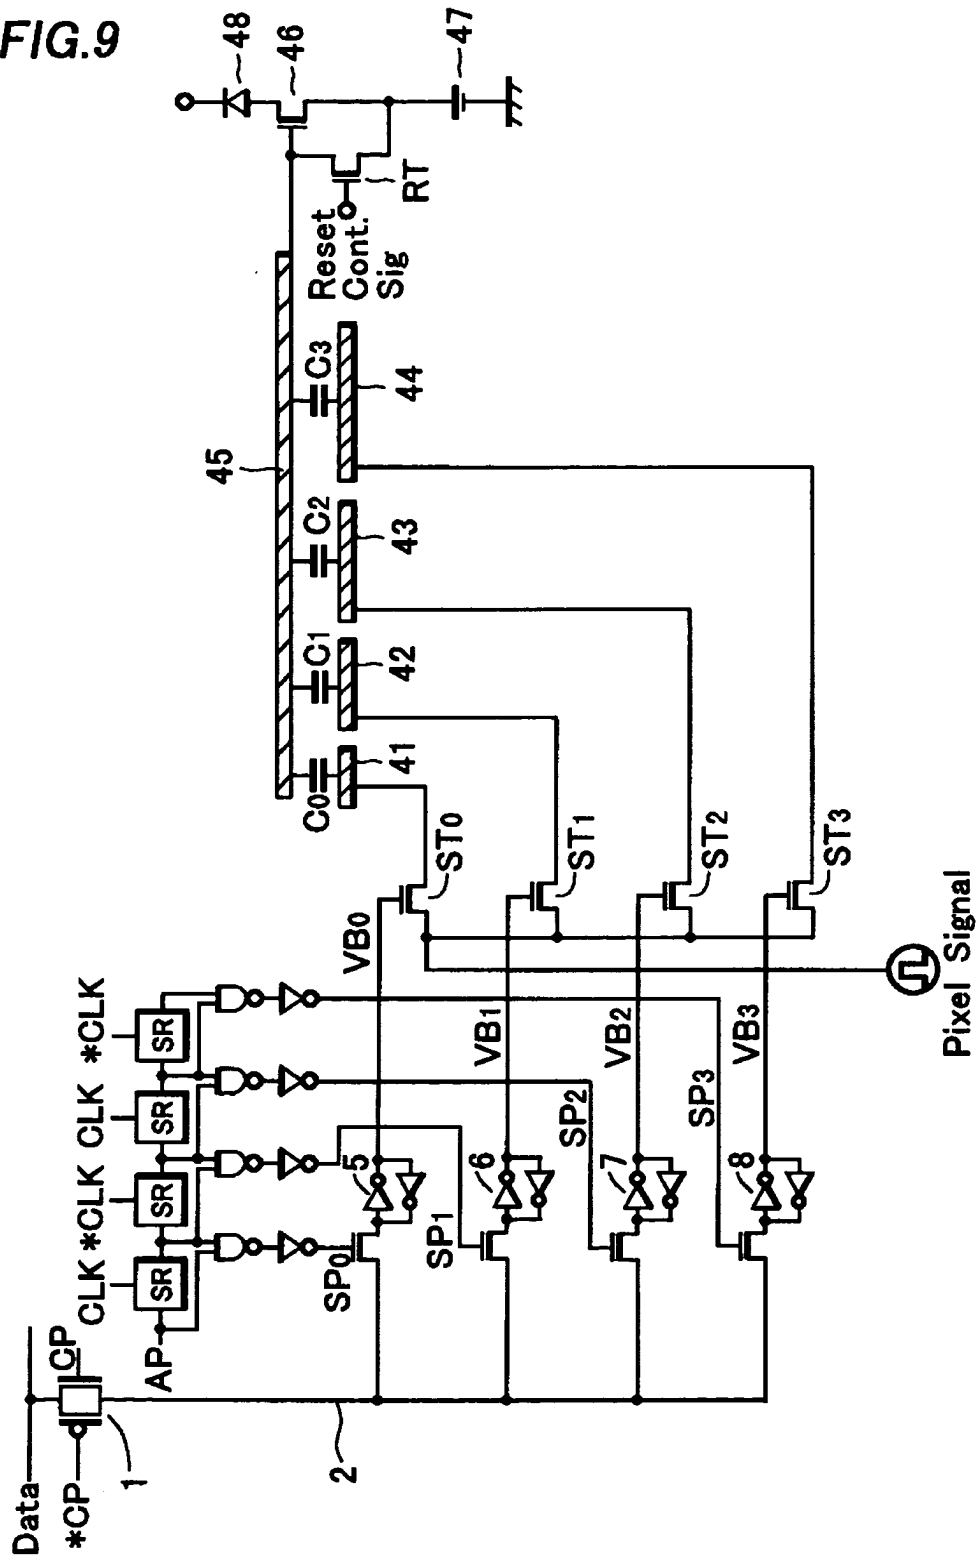 FIG.9
Data
*CP
CP
1
2
AP
CLK
*CLK
CLK
*CLK
SR
SR
SR
SR
SP0
SP1
SP2
SP3
5
6
7
8
VB0
VB1
VB2
VB3
ST0
ST1
ST2
ST3
Pixel Signal
C0
C1
C2
C3
41
42
43
44
45
Reset
Cont.
Sig
RT
46
47
48